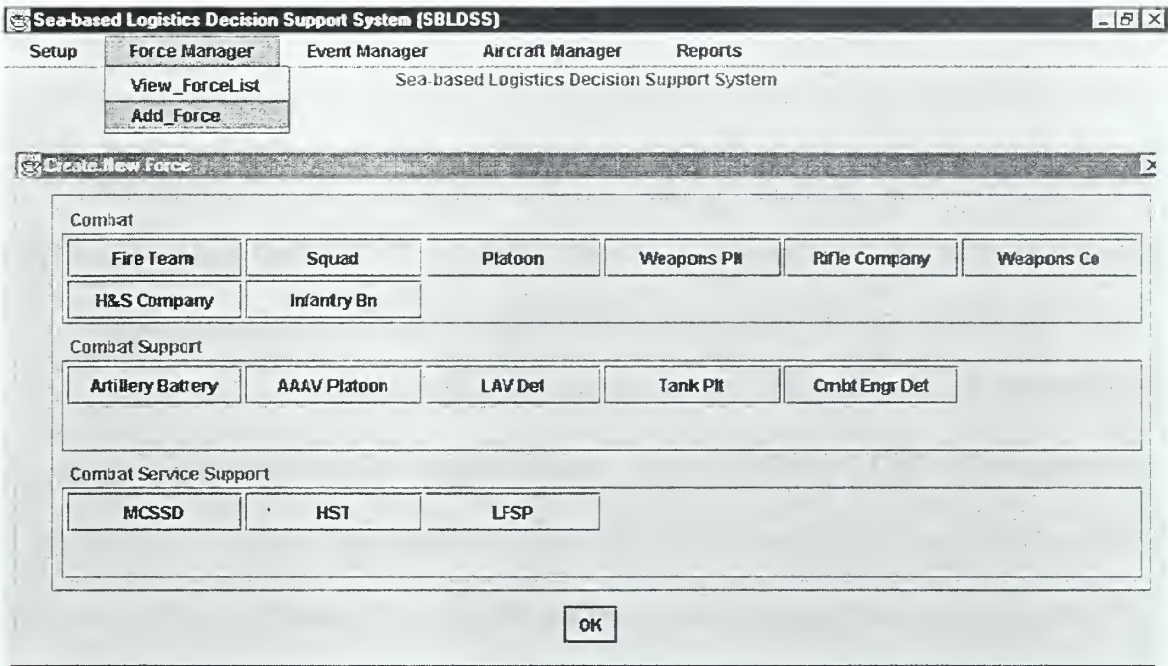 Sea-based Logistics Decision Support System (SBLDSS)
Setup Force Manager Event Manager Aircraft Manager Reports
View_ForceList
Sea-based Logistics Decision Support System
Add_Force
Create New Force
Combat
Fire Team Squad Platoon Weapons Plt Rifle Company Weapons Co
H&S Company Infantry Bn
Combat Support
Artillery Battery AAAV Platoon LAV Det Tank Plt Cmbt Engr Det
Combat Service Support
MCSSD HST LFSP
OK